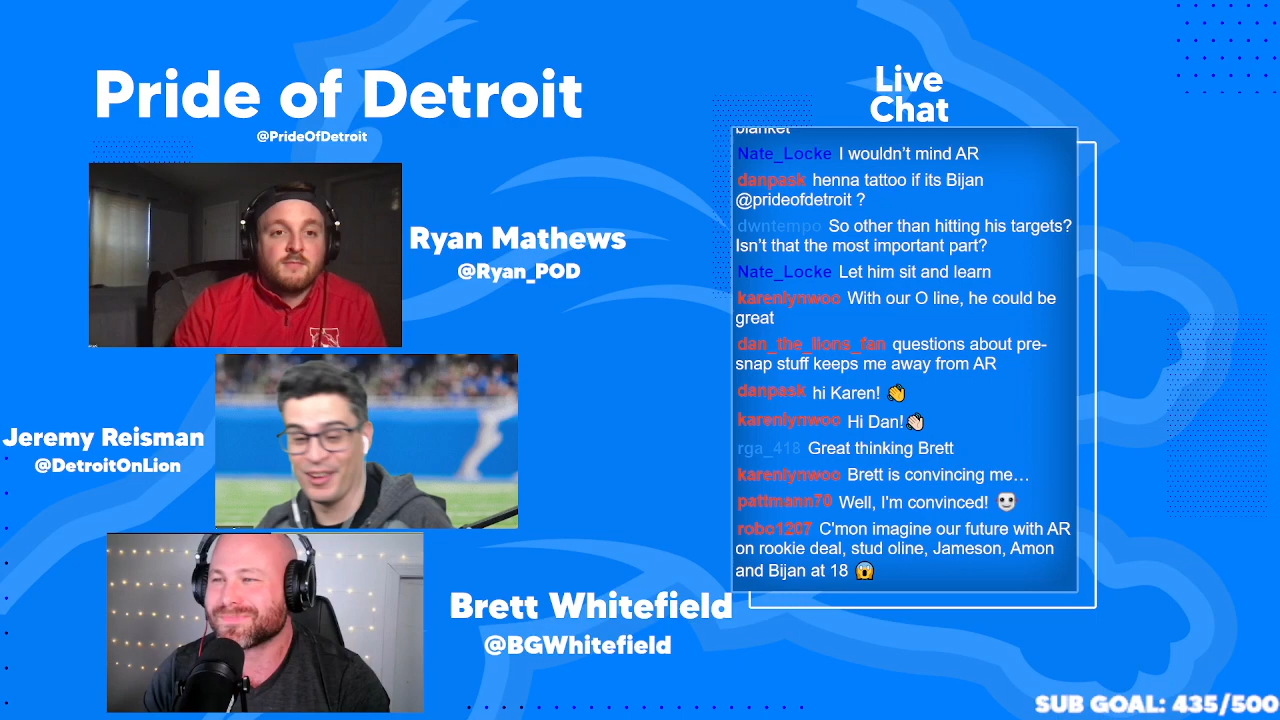 Pride of Detroit
@PrideOfDetroit
Ryan Mathews
@Ryan_POD
Jeremy Reisman
@DetroitOnLion
Brett Whitefield
@BGWhitefield
Live
Chat
blanket
Nate_Locke I wouldn't mind AR
danpask henna tattoo if its Bijan
@prideofdetroit ?
dwntempo So other than hitting his targets?
Isn't that the most important part?
Nate_Locke Let him sit and learn
karenlynwoo With our O line, he could be
great
dan_the_lions_fan questions about pre-
snap stuff keeps me away from AR
danpask hi Karen! 👏
karenlynwoo Hi Dan!👋🏻
rga_418 Great thinking Brett
karenlynwoo Brett is convincing me…
pattmann70 Well, I'm convinced!
robo1207 C'mon imagine our future with AR
on rookie deal, stud oline, Jameson, Amon
and Bijan at 18 😱
SUB GOAL: 435/500